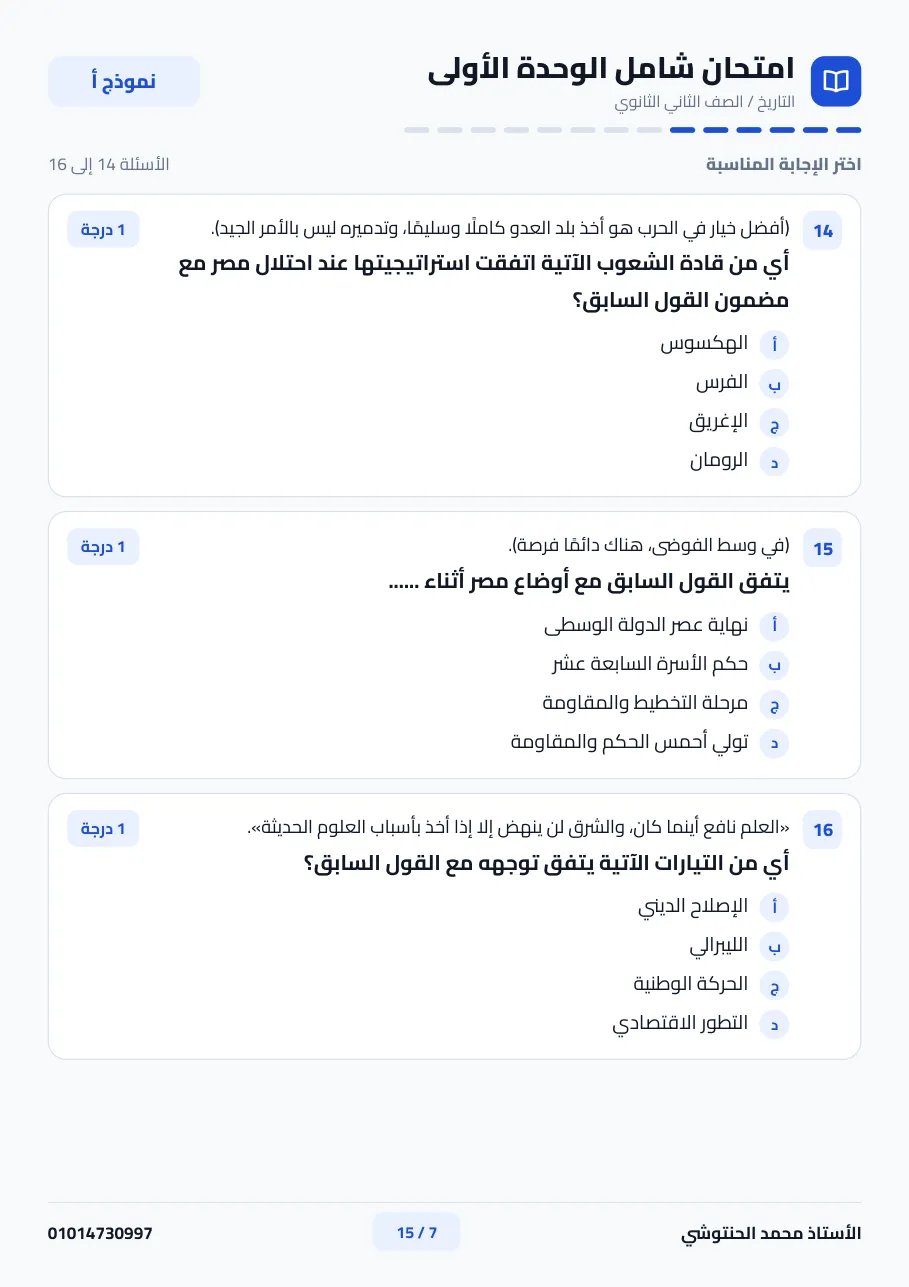 امتحان شامل الوحدة الأولى
نموذج أ
التاريخ / الصف الثاني الثانوي
اختر الإجابة المناسبة
الأسئلة 14 إلى 16
14
(أفضل خيار في الحرب هو أخذ بلد العدو كاملًا وسليمًا، وتدميره ليس بالأمر الجيد).
1 درجة
أي من قادة الشعوب الآتية اتفقت استراتيجيتها عند احتلال مصر مع
مضمون القول السابق؟
أ الهكسوس
ب الفرس
ج الإغريق
د الرومان
15
(في وسط الفوضى، هناك دائمًا فرصة).
1 درجة
يتفق القول السابق مع أوضاع مصر أثناء ......
أ نهاية عصر الدولة الوسطى
ب حكم الأسرة السابعة عشر
ج مرحلة التخطيط والمقاومة
د تولي أحمس الحكم والمقاومة
16
«العلم نافع أينما كان، والشرق لن ينهض إلا إذا أخذ بأسباب العلوم الحديثة».
1 درجة
أي من التيارات الآتية يتفق توجهه مع القول السابق؟
أ الإصلاح الديني
ب الليبرالي
ج الحركة الوطنية
د التطور الاقتصادي
الأستاذ محمد الحنتوشي
15 / 7
01014730997